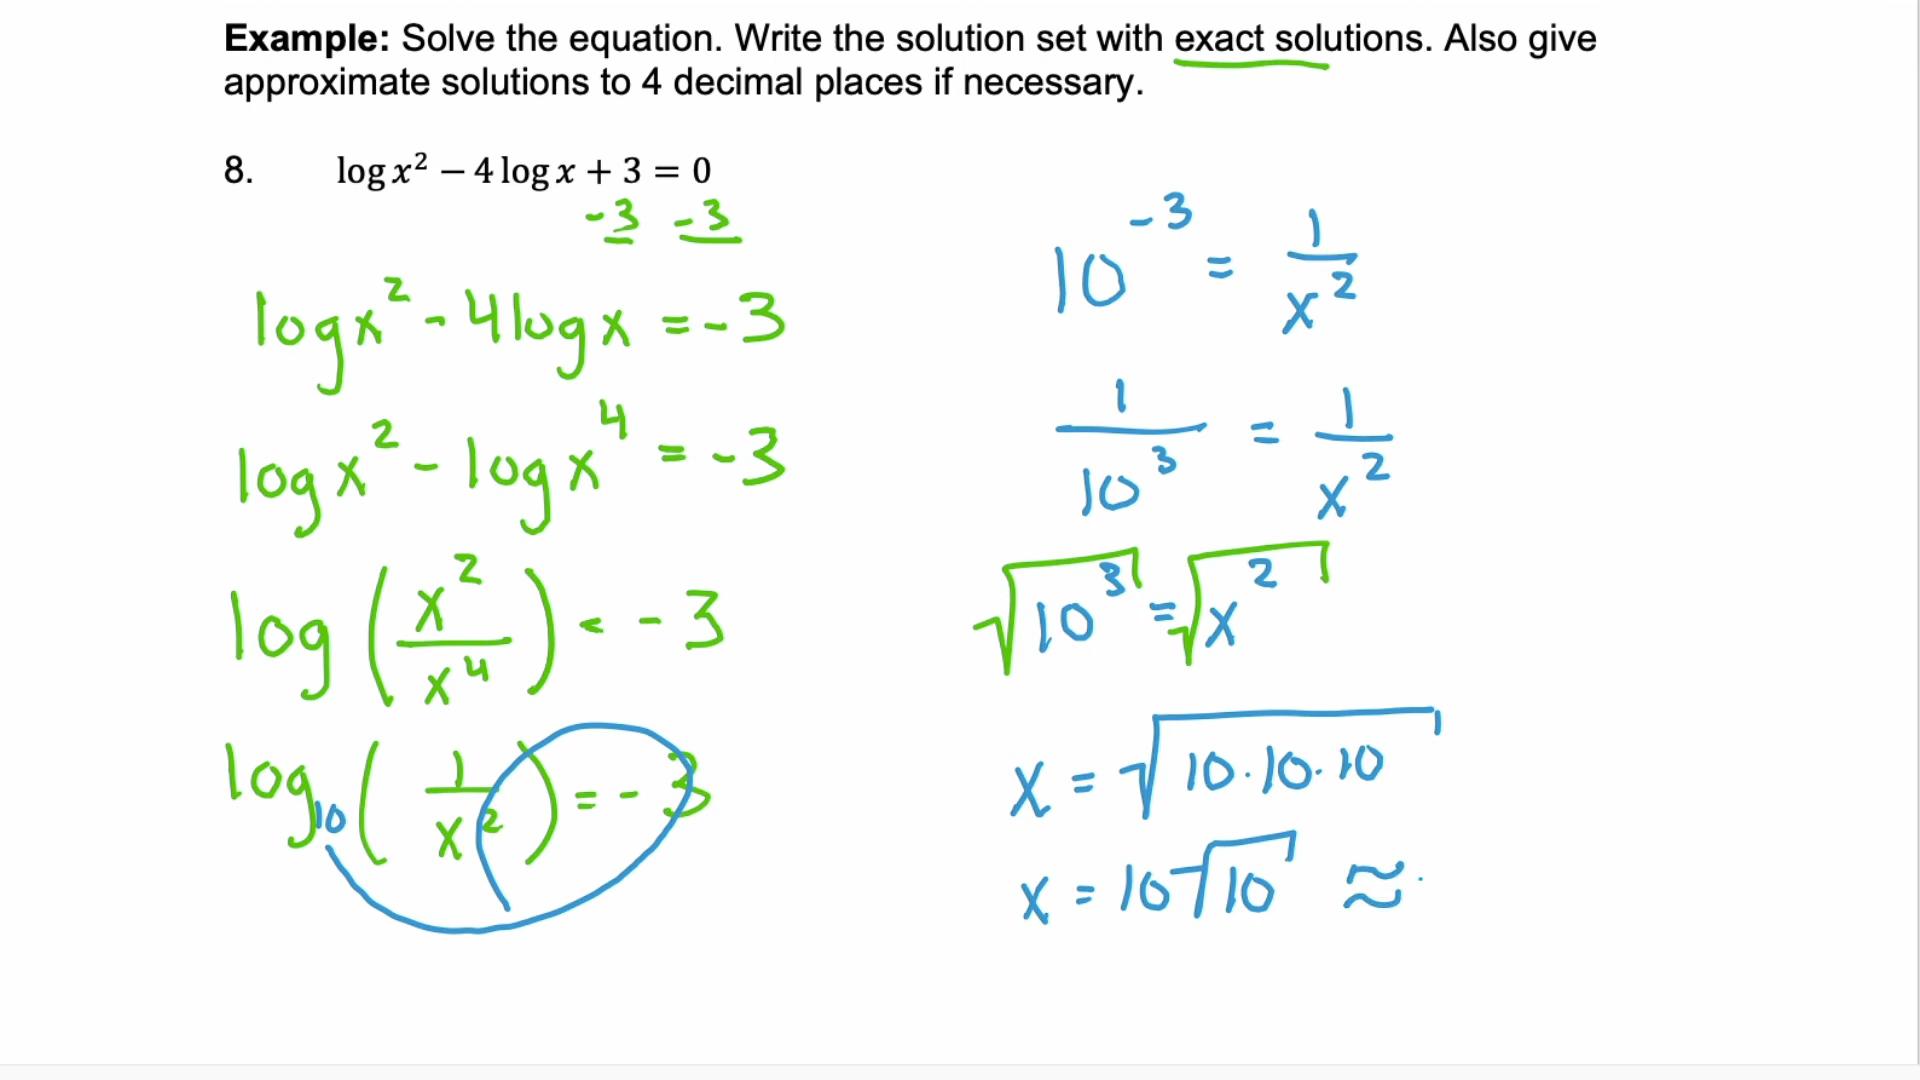 Example: Solve the equation. Write the solution set with exact solutions. Also give
approximate solutions to 4 decimal places if necessary.
8. log x² − 4 log x + 3 = 0
-3 -3
log x² - 4 log x = -3
log x² - log x⁴ = -3
log (x²/x⁴) = -3
log₁₀ (1/x²) = -3
10⁻³ = 1/x²
1/10³ = 1/x²
√10³ = √x²
x = √10·10·10
x = 10√10 ≈